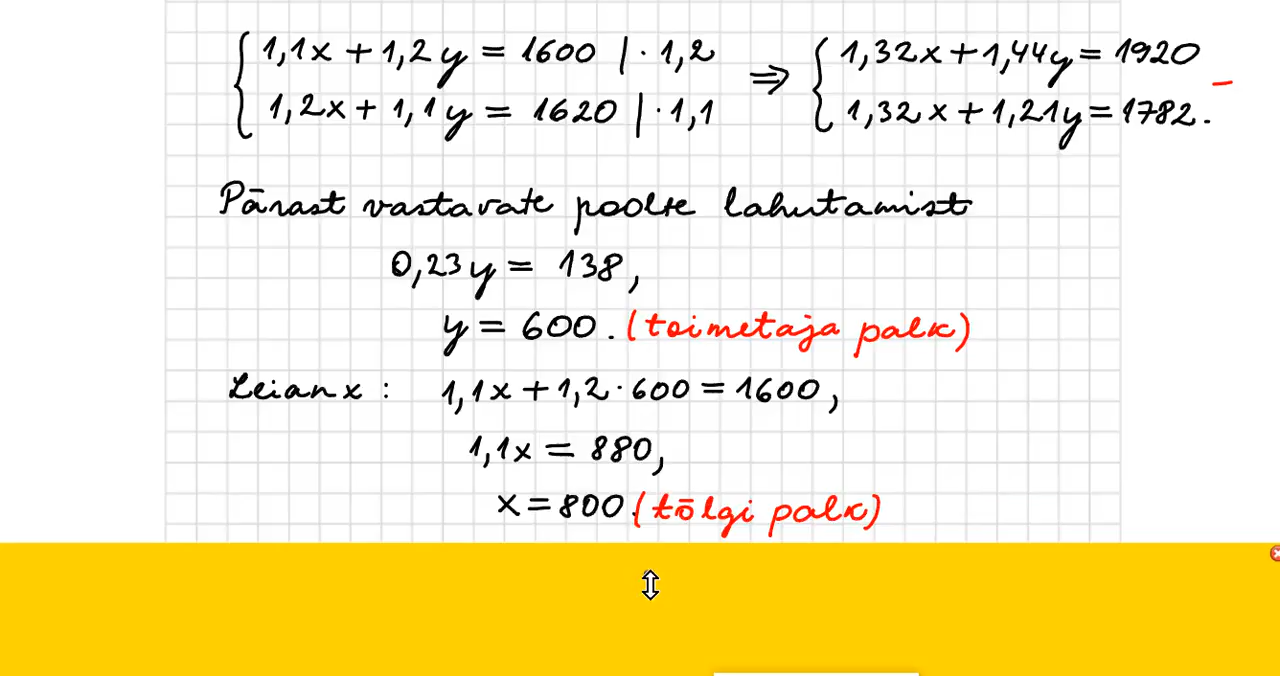 1,1x + 1,2y = 1600 | · 1,2 ⇒ 1,32x + 1,44y = 1920
1,2x + 1,1y = 1620 | · 1,1 1,32x + 1,21y = 1782. −
Pärast vastavate poolte lahutamist
0,23y = 138,
y = 600. (toimetaja palk)
Leian x: 1,1x + 1,2 · 600 = 1600,
1,1x = 880,
x = 800. (tõlgi palk)